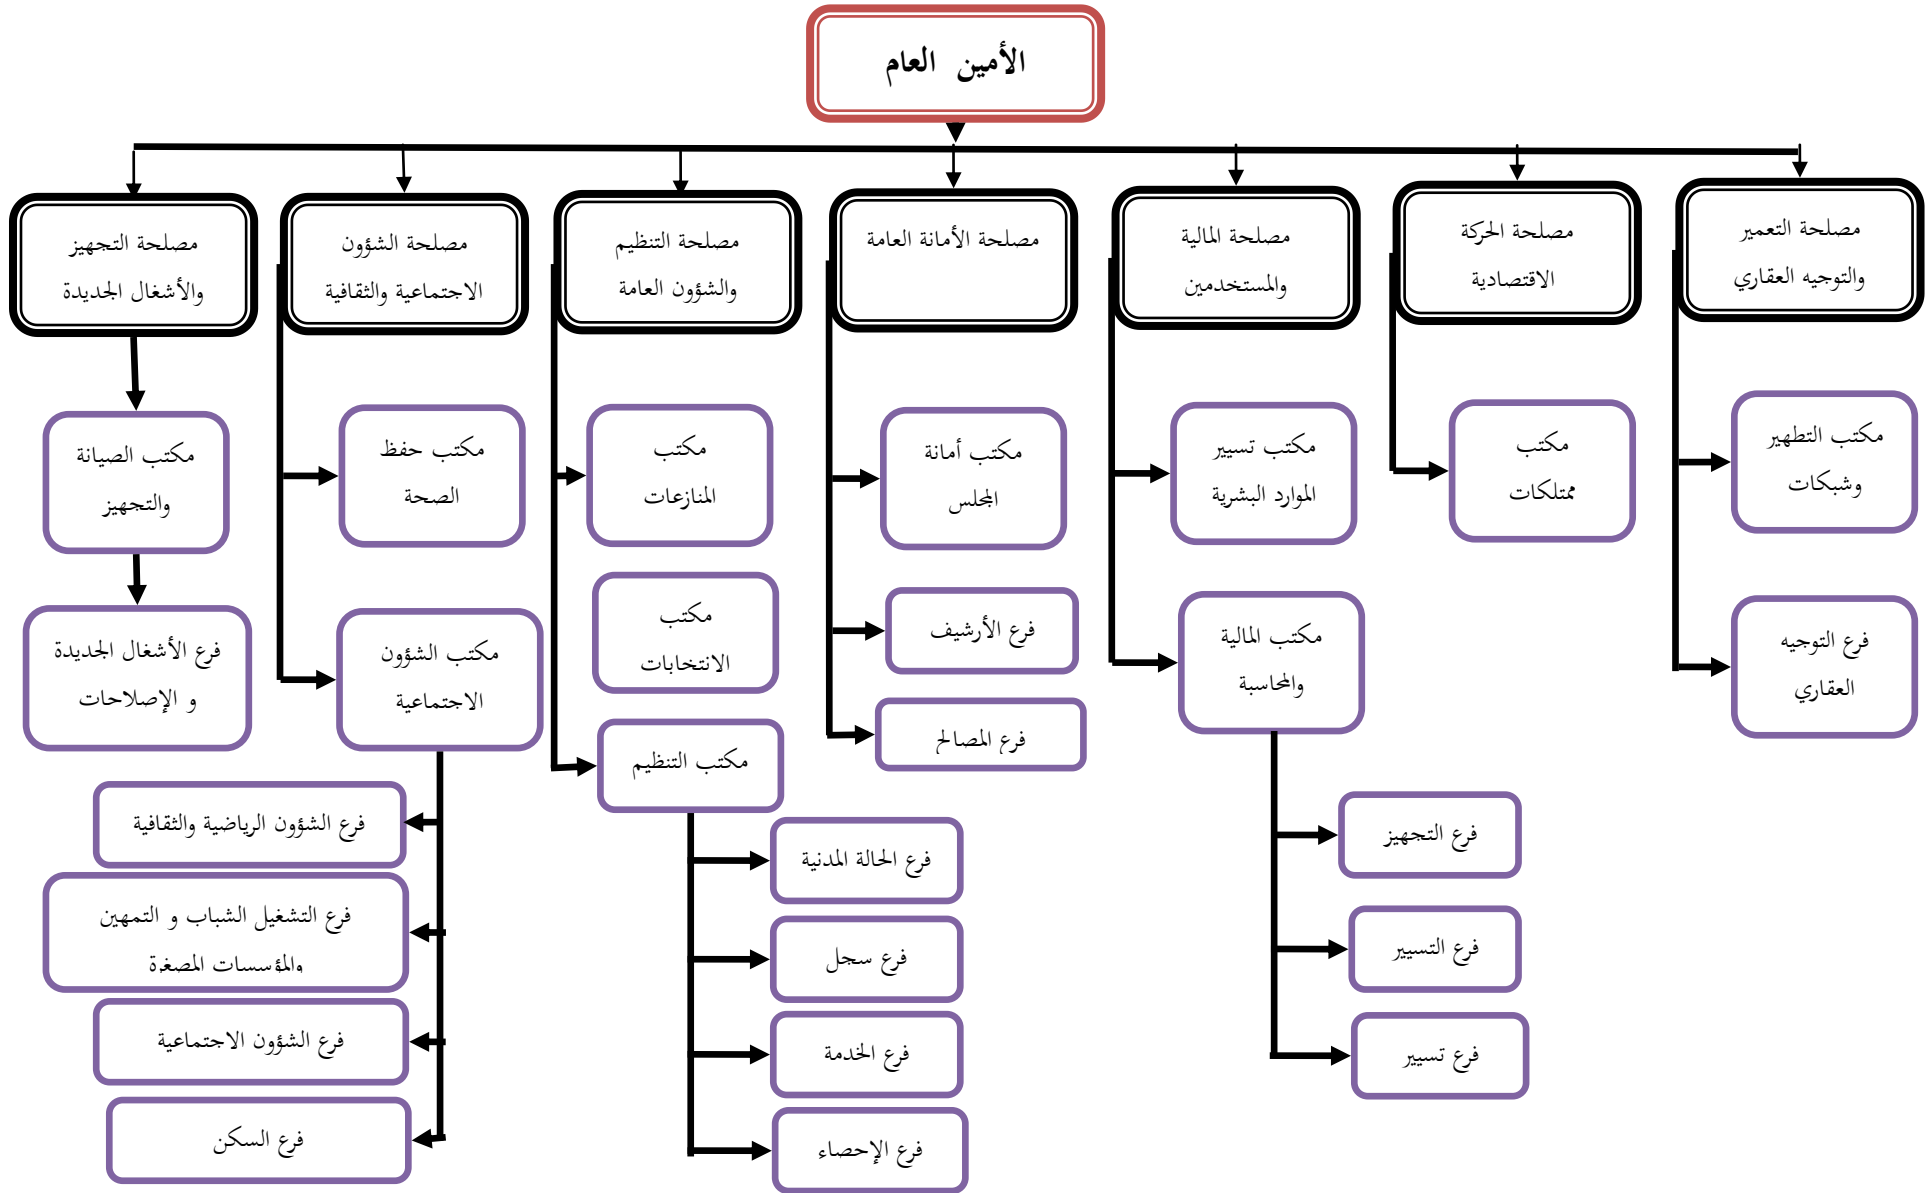 الأمين العام
مصلحة التعمير
والتوجيه العقاري
مصلحة الحركة
الاقتصادية
مصلحة المالية
والمستخدمين
مصلحة الأمانة العامة
مصلحة التنظيم
والشؤون العامة
مصلحة الشؤون
الاجتماعية والثقافية
مصلحة التجهيز
والأشغال الجديدة
مكتب التطهير
وشبكات
مكتب
ممتلكات
مكتب تسيير
الموارد البشرية
مكتب أمانة
المجلس
مكتب
المنازعات
مكتب حفظ
الصحة
مكتب الصيانة
والتجهيز
فرع التوجيه
العقاري
مكتب المالية
والمحاسبة
فرع الأرشيف
مكتب
الانتخابات
مكتب الشؤون
الاجتماعية
فرع الأشغال الجديدة
و الإصلاحات
فرع المصالح
مكتب التنظيم
فرع التجهيز
فرع التسيير
فرع تسيير
فرع الحالة المدنية
فرع سجل
فرع الخدمة
فرع الإحصاء
فرع الشؤون الرياضية والثقافية
فرع التشغيل الشباب و التمهين
والمؤسسات المصغرة
فرع الشؤون الاجتماعية
فرع السكن